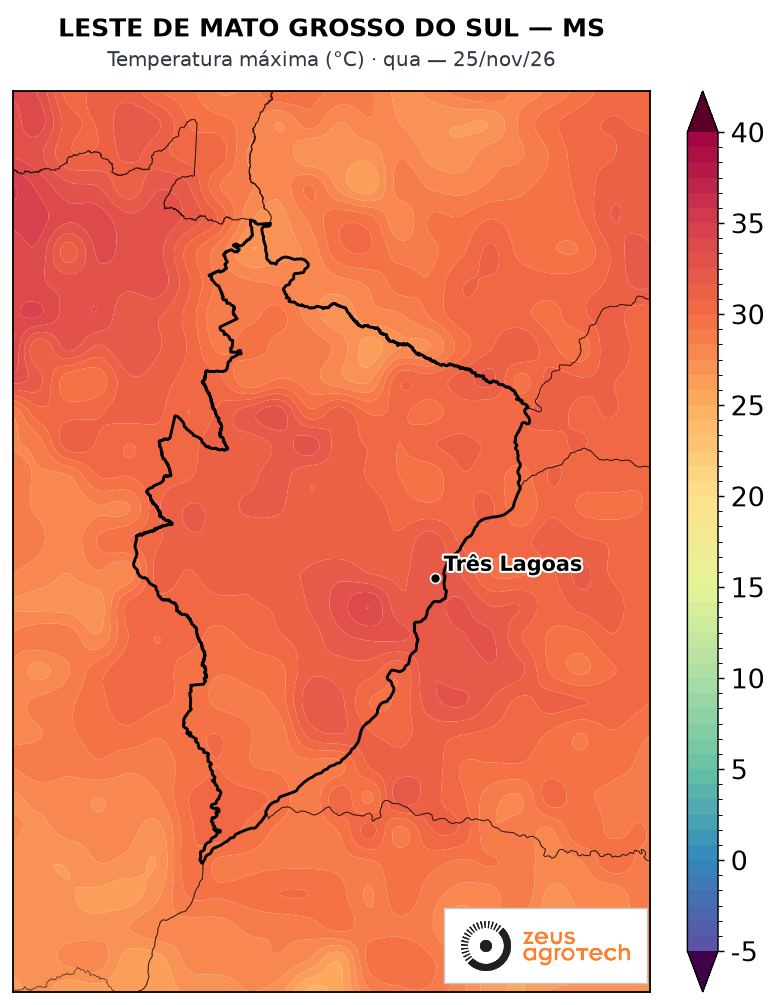 LESTE DE MATO GROSSO DO SUL — MS
Temperatura máxima (°C) · qua — 25/nov/26
40
35
30
25
20
15
10
5
0
-5
Três Lagoas
zeus
agrotech